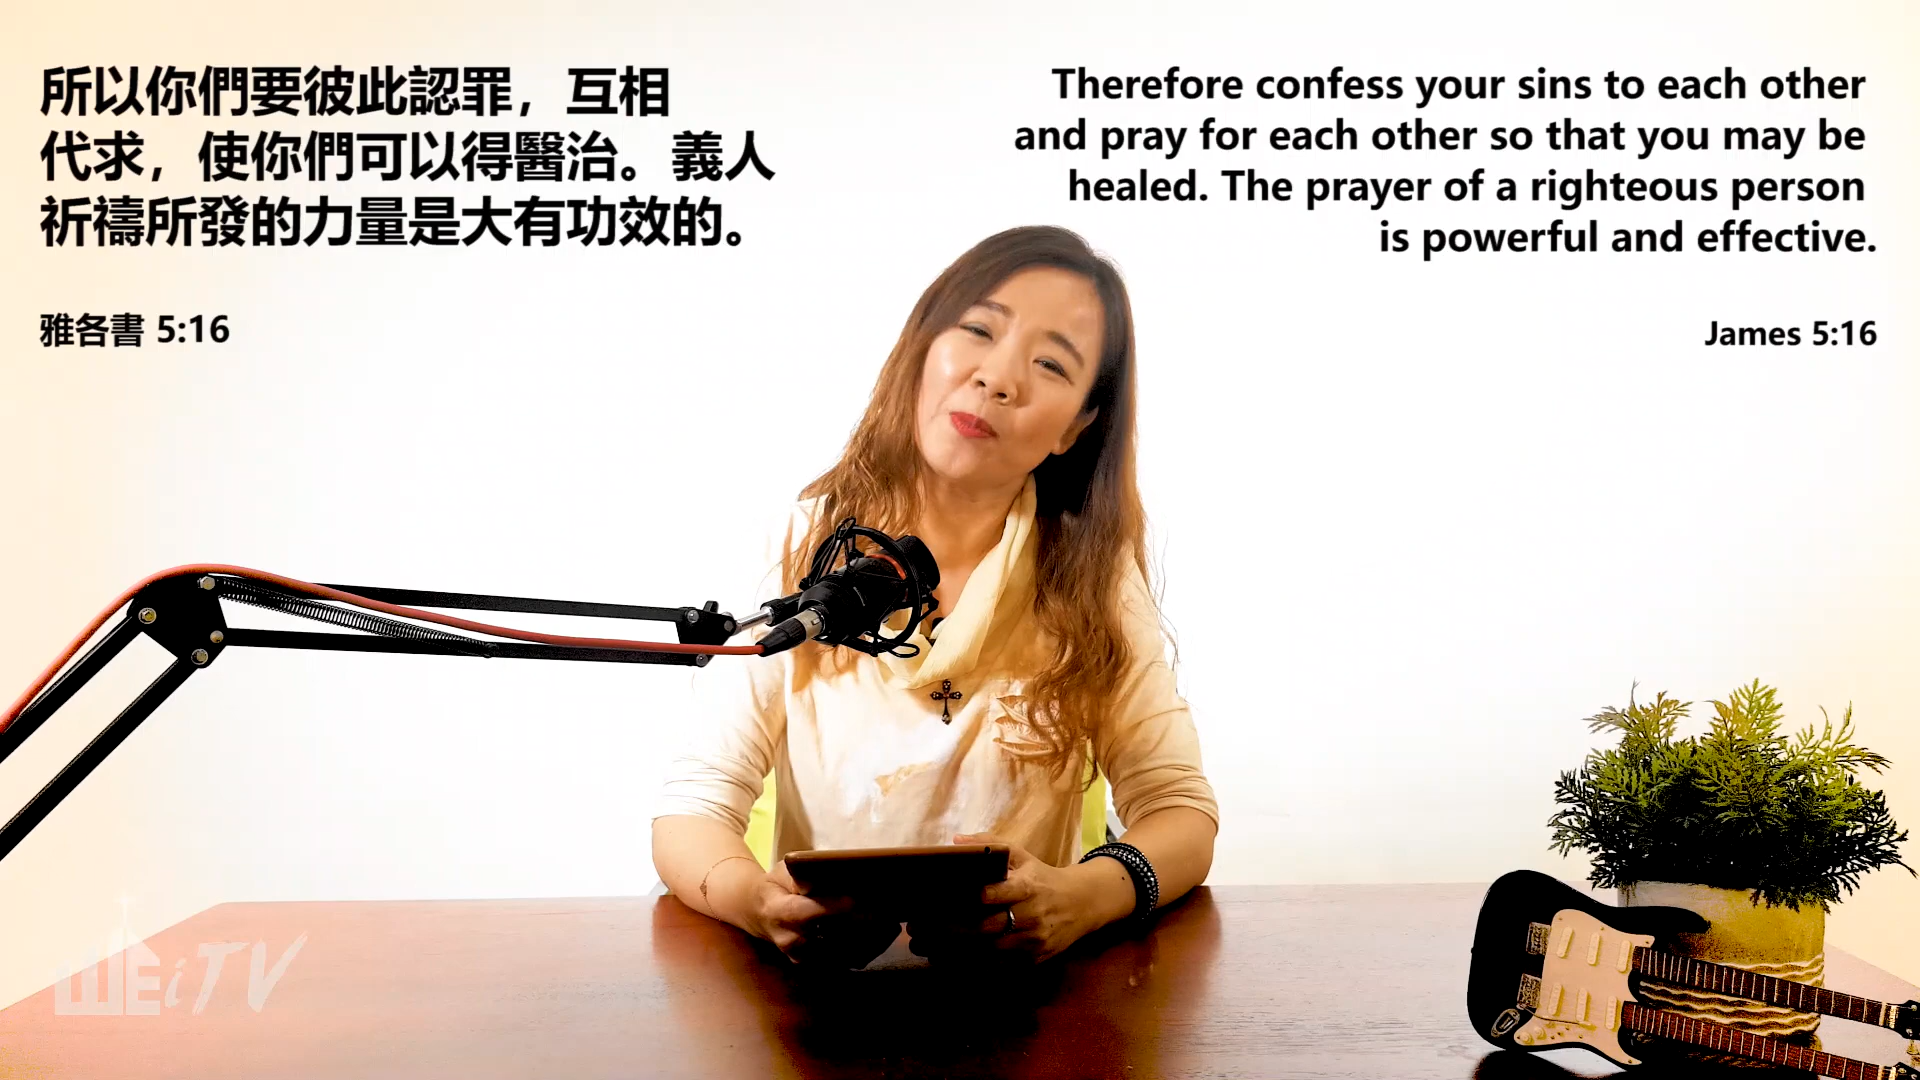 所以你們要彼此認罪，互相
代求，使你們可以得醫治。義人
祈禱所發的力量是大有功效的。
雅各書 5:16
Therefore confess your sins to each other
and pray for each other so that you may be
healed. The prayer of a righteous person
is powerful and effective.
James 5:16
WEiTV